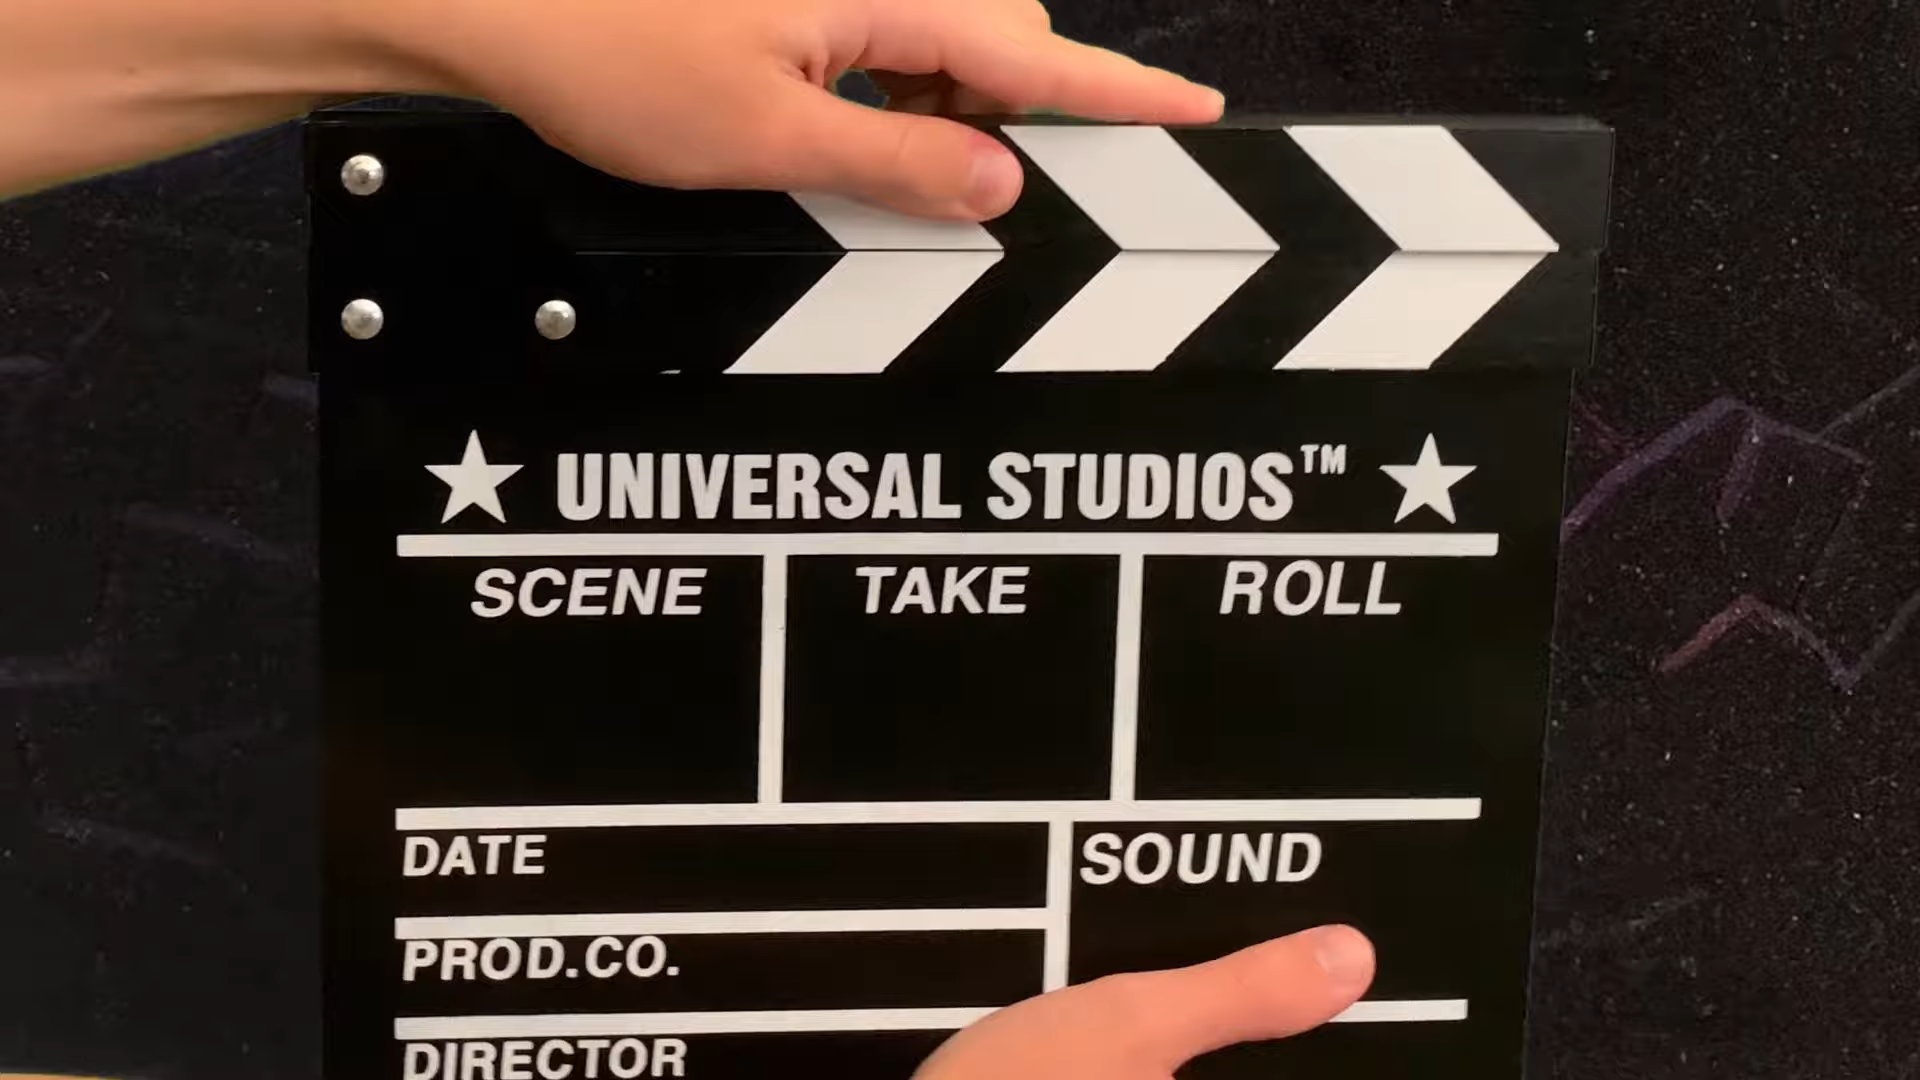 UNIVERSAL STUDIOS™
SCENE TAKE ROLL
DATE
SOUND
PROD.CO.
DIRECTOR